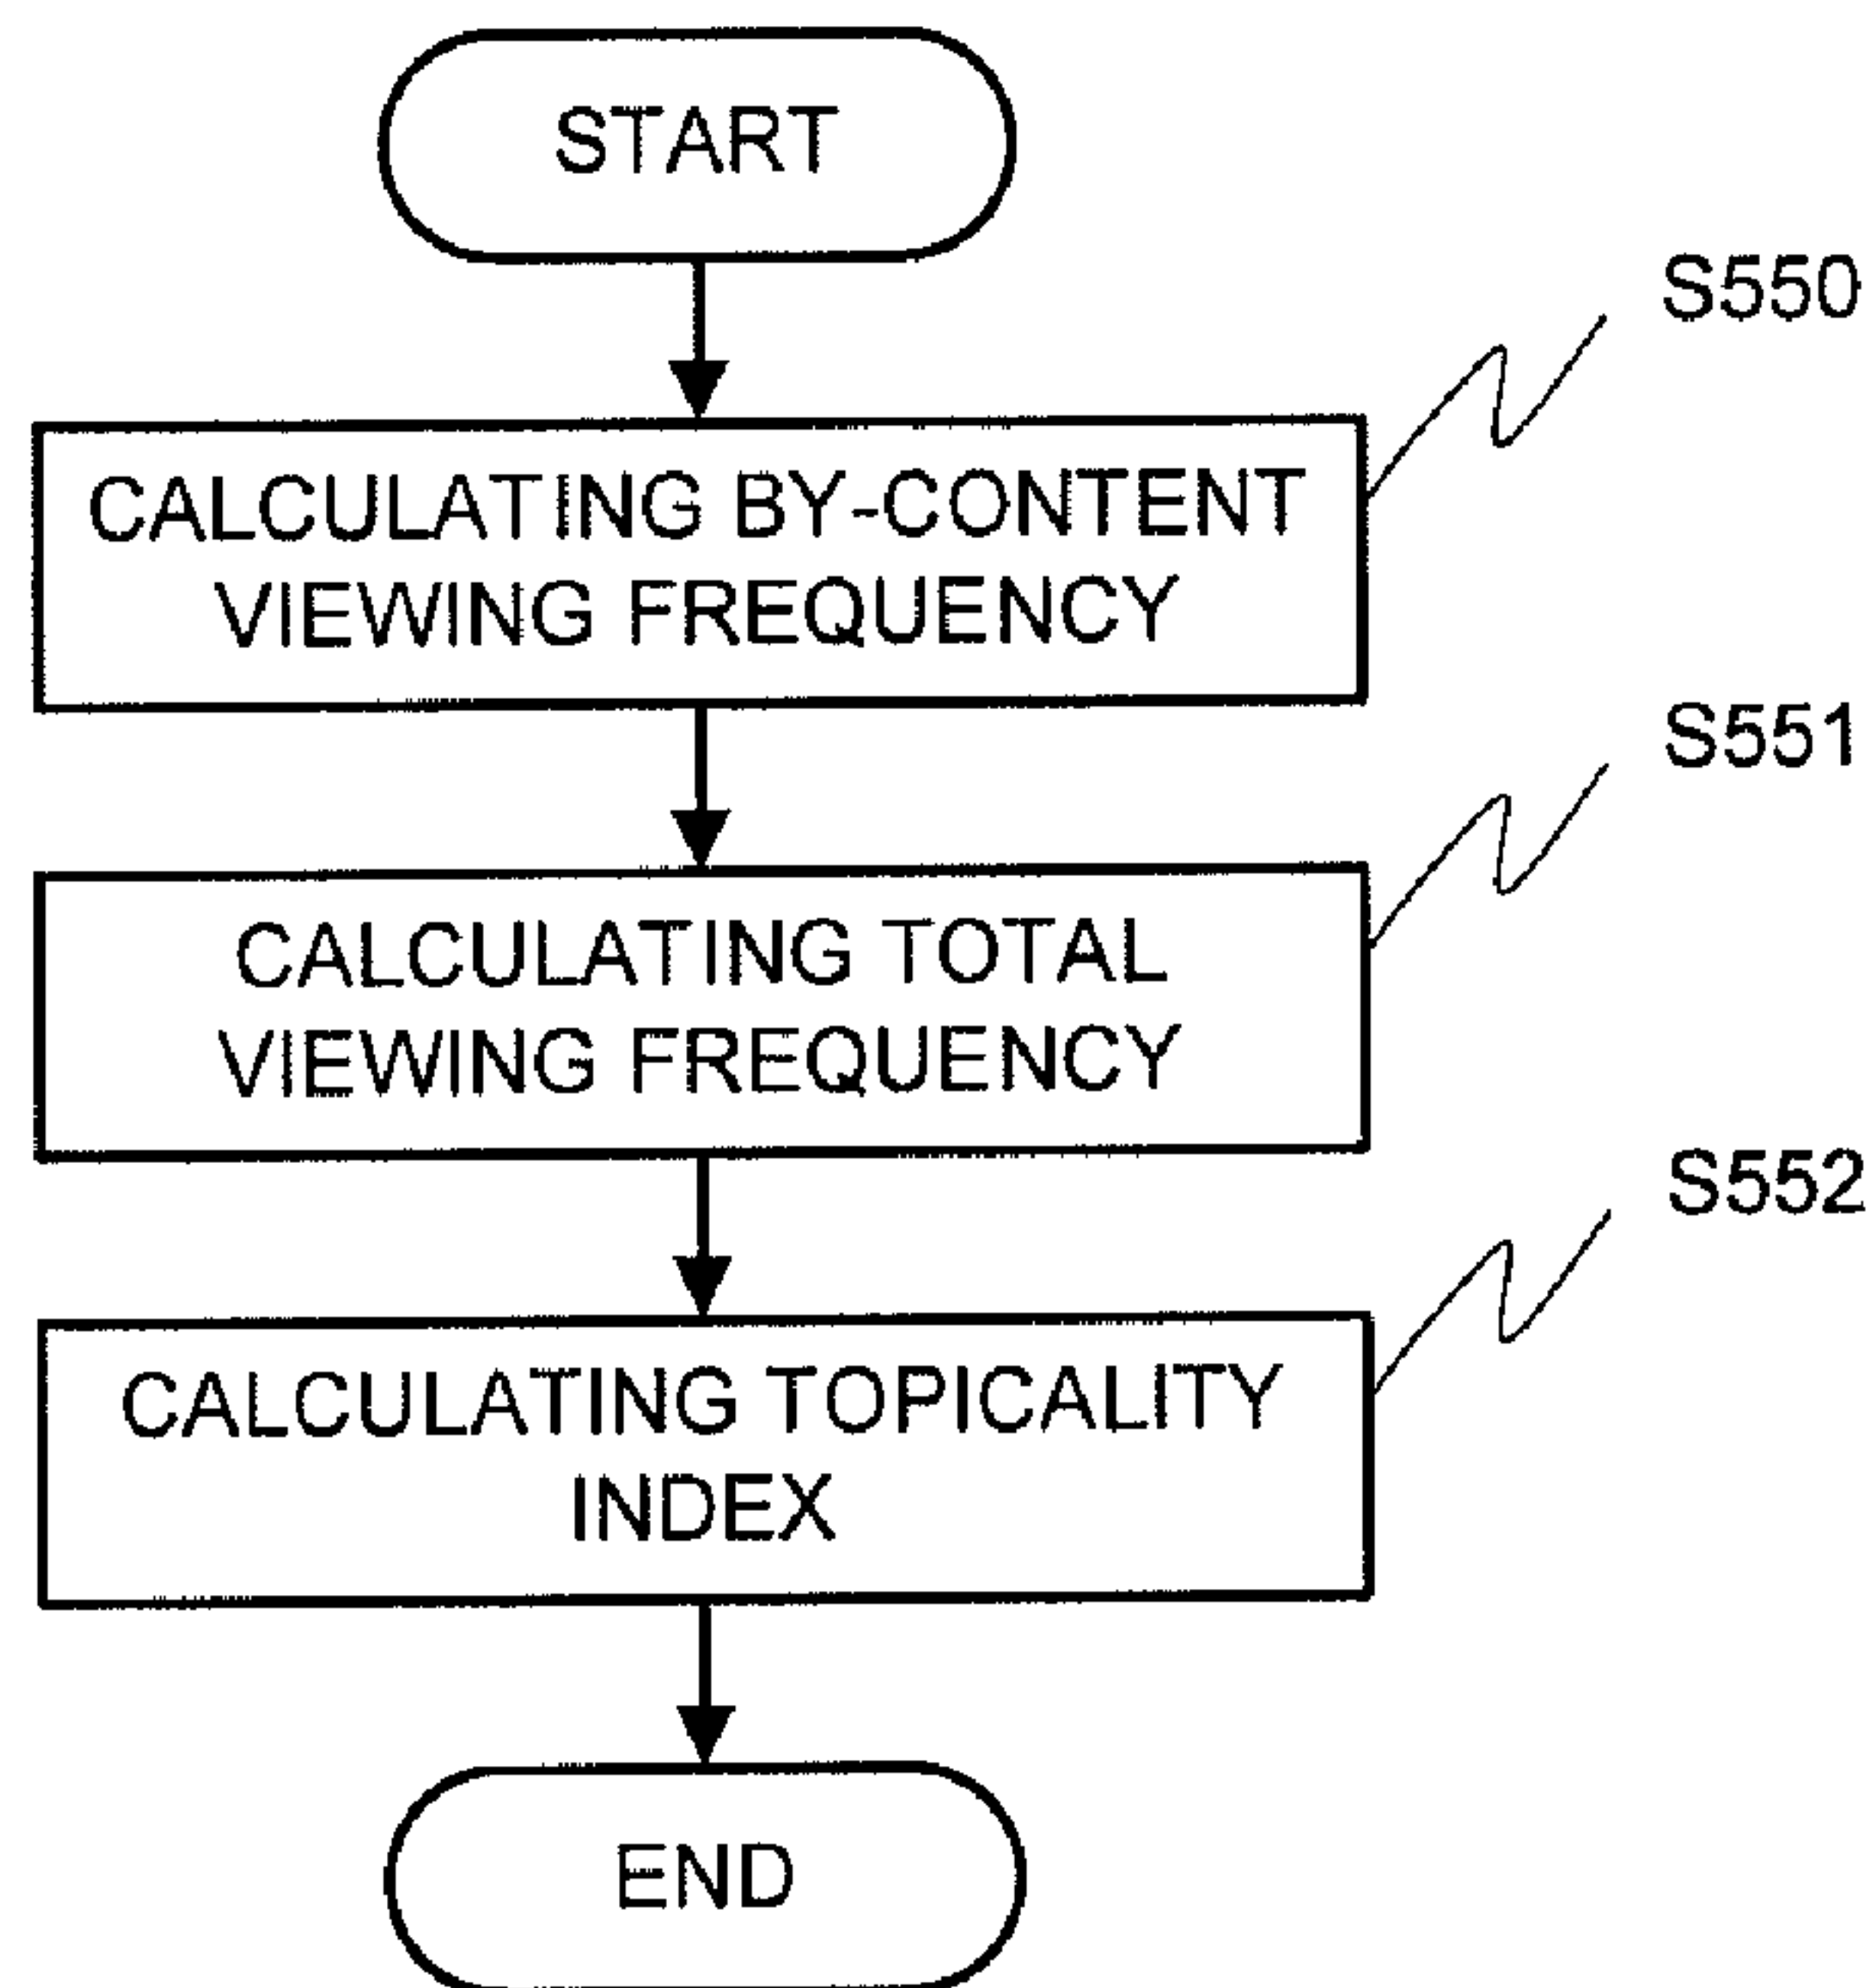 START
S550
CALCULATING BY-CONTENT
VIEWING FREQUENCY
S551
CALCULATING TOTAL
VIEWING FREQUENCY
S552
CALCULATING TOPICALITY
INDEX
END